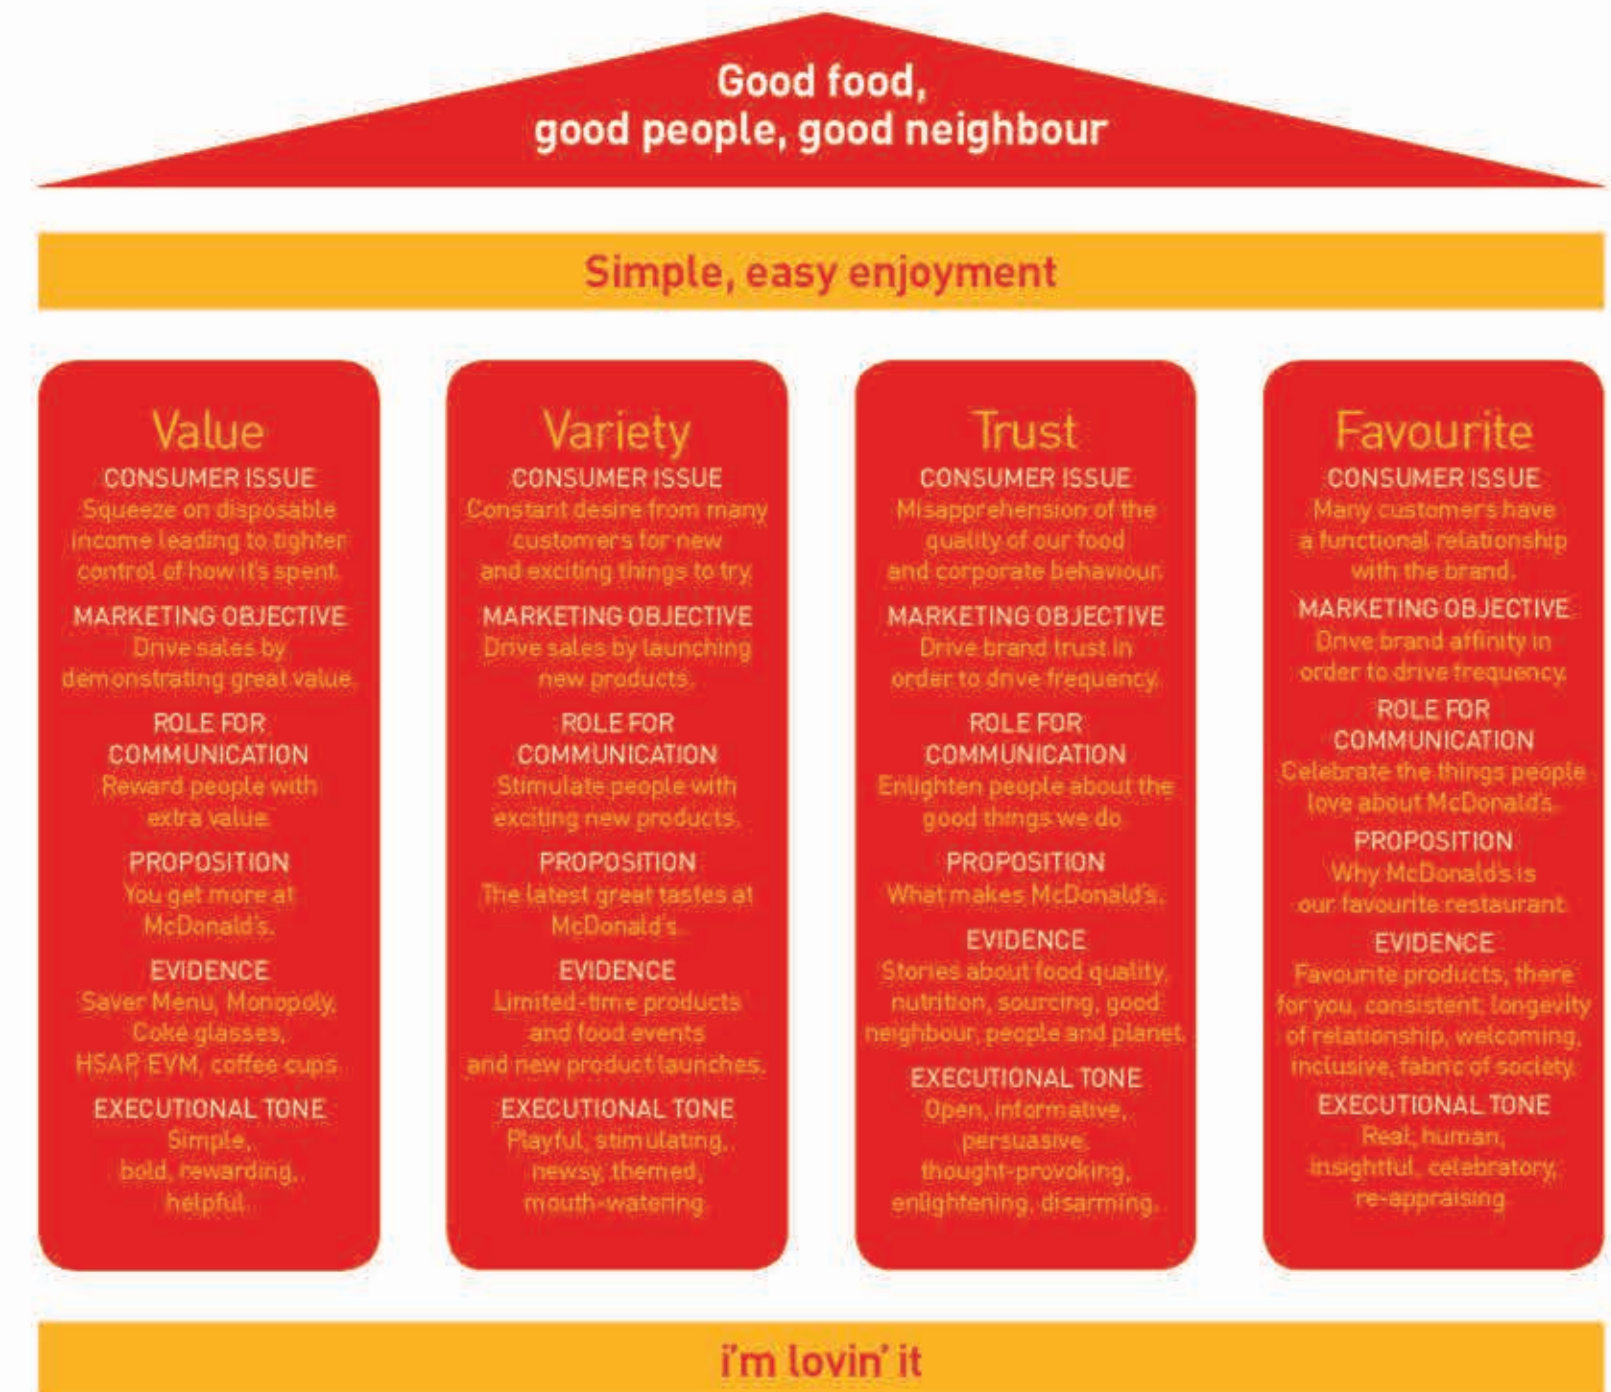 Good food,
good people, good neighbour
Simple, easy enjoyment
Value
CONSUMER ISSUE
Squeeze on disposable
income leading to tighter
control of how it's spent.
MARKETING OBJECTIVE
Drive sales by
demonstrating great value.
ROLE FOR
COMMUNICATION
Reward people with
extra value.
PROPOSITION
You get more at
McDonald's.
EVIDENCE
Saver Menu, Monopoly,
Coke glasses,
HSAP, EVM, coffee cups.
EXECUTIONAL TONE
Simple,
bold, rewarding,
helpful.
Variety
CONSUMER ISSUE
Constant desire from many
customers for new
and exciting things to try.
MARKETING OBJECTIVE
Drive sales by launching
new products.
ROLE FOR
COMMUNICATION
Stimulate people with
exciting new products.
PROPOSITION
The latest great tastes at
McDonald's.
EVIDENCE
Limited-time products
and food events
and new product launches.
EXECUTIONAL TONE
Playful, stimulating,
newsy, themed,
mouth-watering.
Trust
CONSUMER ISSUE
Misapprehension of the
quality of our food
and corporate behaviour.
MARKETING OBJECTIVE
Drive brand trust in
order to drive frequency.
ROLE FOR
COMMUNICATION
Enlighten people about the
good things we do.
PROPOSITION
What makes McDonald's.
EVIDENCE
Stories about food quality,
nutrition, sourcing, good
neighbour, people and planet.
EXECUTIONAL TONE
Open, informative,
persuasive,
thought-provoking,
enlightening, disarming.
Favourite
CONSUMER ISSUE
Many customers have
a functional relationship
with the brand.
MARKETING OBJECTIVE
Drive brand affinity in
order to drive frequency.
ROLE FOR
COMMUNICATION
Celebrate the things people
love about McDonald's.
PROPOSITION
Why McDonald's is
our favourite restaurant.
EVIDENCE
Favourite products, there
for you, consistent, longevity
of relationship, welcoming,
inclusive, fabric of society.
EXECUTIONAL TONE
Real, human,
insightful, celebratory,
re-appraising.
i'm lovin' it